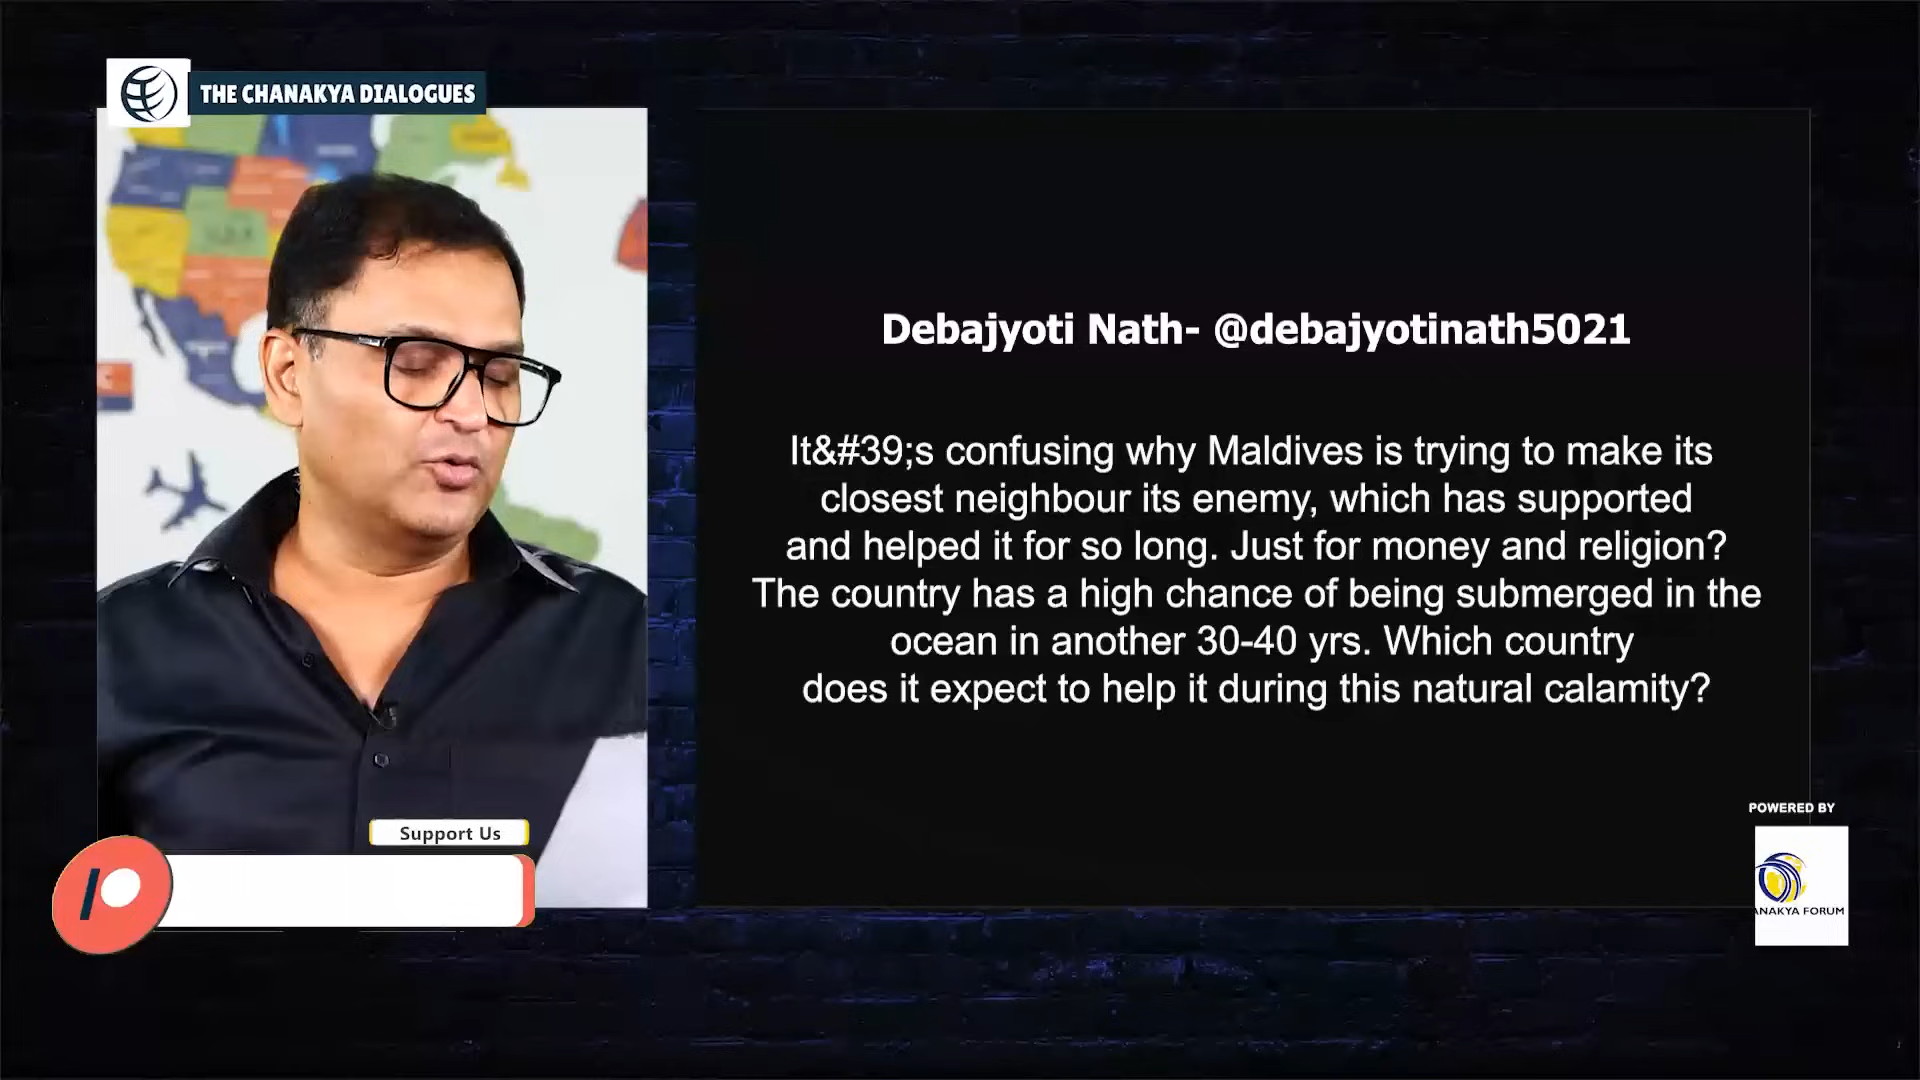 THE CHANAKYA DIALOGUES
Debajyoti Nath- @debajyotinath5021
It&#39;s confusing why Maldives is trying to make its
closest neighbour its enemy, which has supported
and helped it for so long. Just for money and religion?
The country has a high chance of being submerged in the
ocean in another 30-40 yrs. Which country
does it expect to help it during this natural calamity?
Support Us
POWERED BY
ANAKYA FORUM